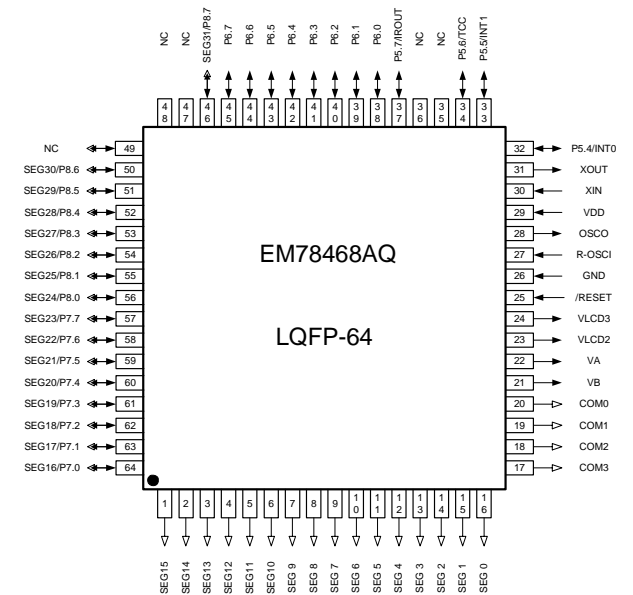 NC
NC
SEG31/P8.7
P6.7
P6.6
P6.5
P6.4
P6.3
P6.2
P6.1
P6.0
P5.7/IROUT
NC
NC
P5.6/TCC
P5.5/INT1
48
47
46
45
44
43
42
41
40
39
38
37
36
35
34
33
NC 49
SEG30/P8.6 50
SEG29/P8.5 51
SEG28/P8.4 52
SEG27/P8.3 53
SEG26/P8.2 54
SEG25/P8.1 55
SEG24/P8.0 56
SEG23/P7.7 57
SEG22/P7.6 58
SEG21/P7.5 59
SEG20/P7.4 60
SEG19/P7.3 61
SEG18/P7.2 62
SEG17/P7.1 63
SEG16/P7.0 64
EM78468AQ
LQFP-64
32 P5.4/INT0
31 XOUT
30 XIN
29 VDD
28 OSCO
27 R-OSCI
26 GND
25 /RESET
24 VLCD3
23 VLCD2
22 VA
21 VB
20 COM0
19 COM1
18 COM2
17 COM3
1
2
3
4
5
6
7
8
9
10
11
12
13
14
15
16
SEG15
SEG14
SEG13
SEG12
SEG11
SEG10
SEG 9
SEG 8
SEG 7
SEG 6
SEG 5
SEG 4
SEG 3
SEG 2
SEG 1
SEG 0